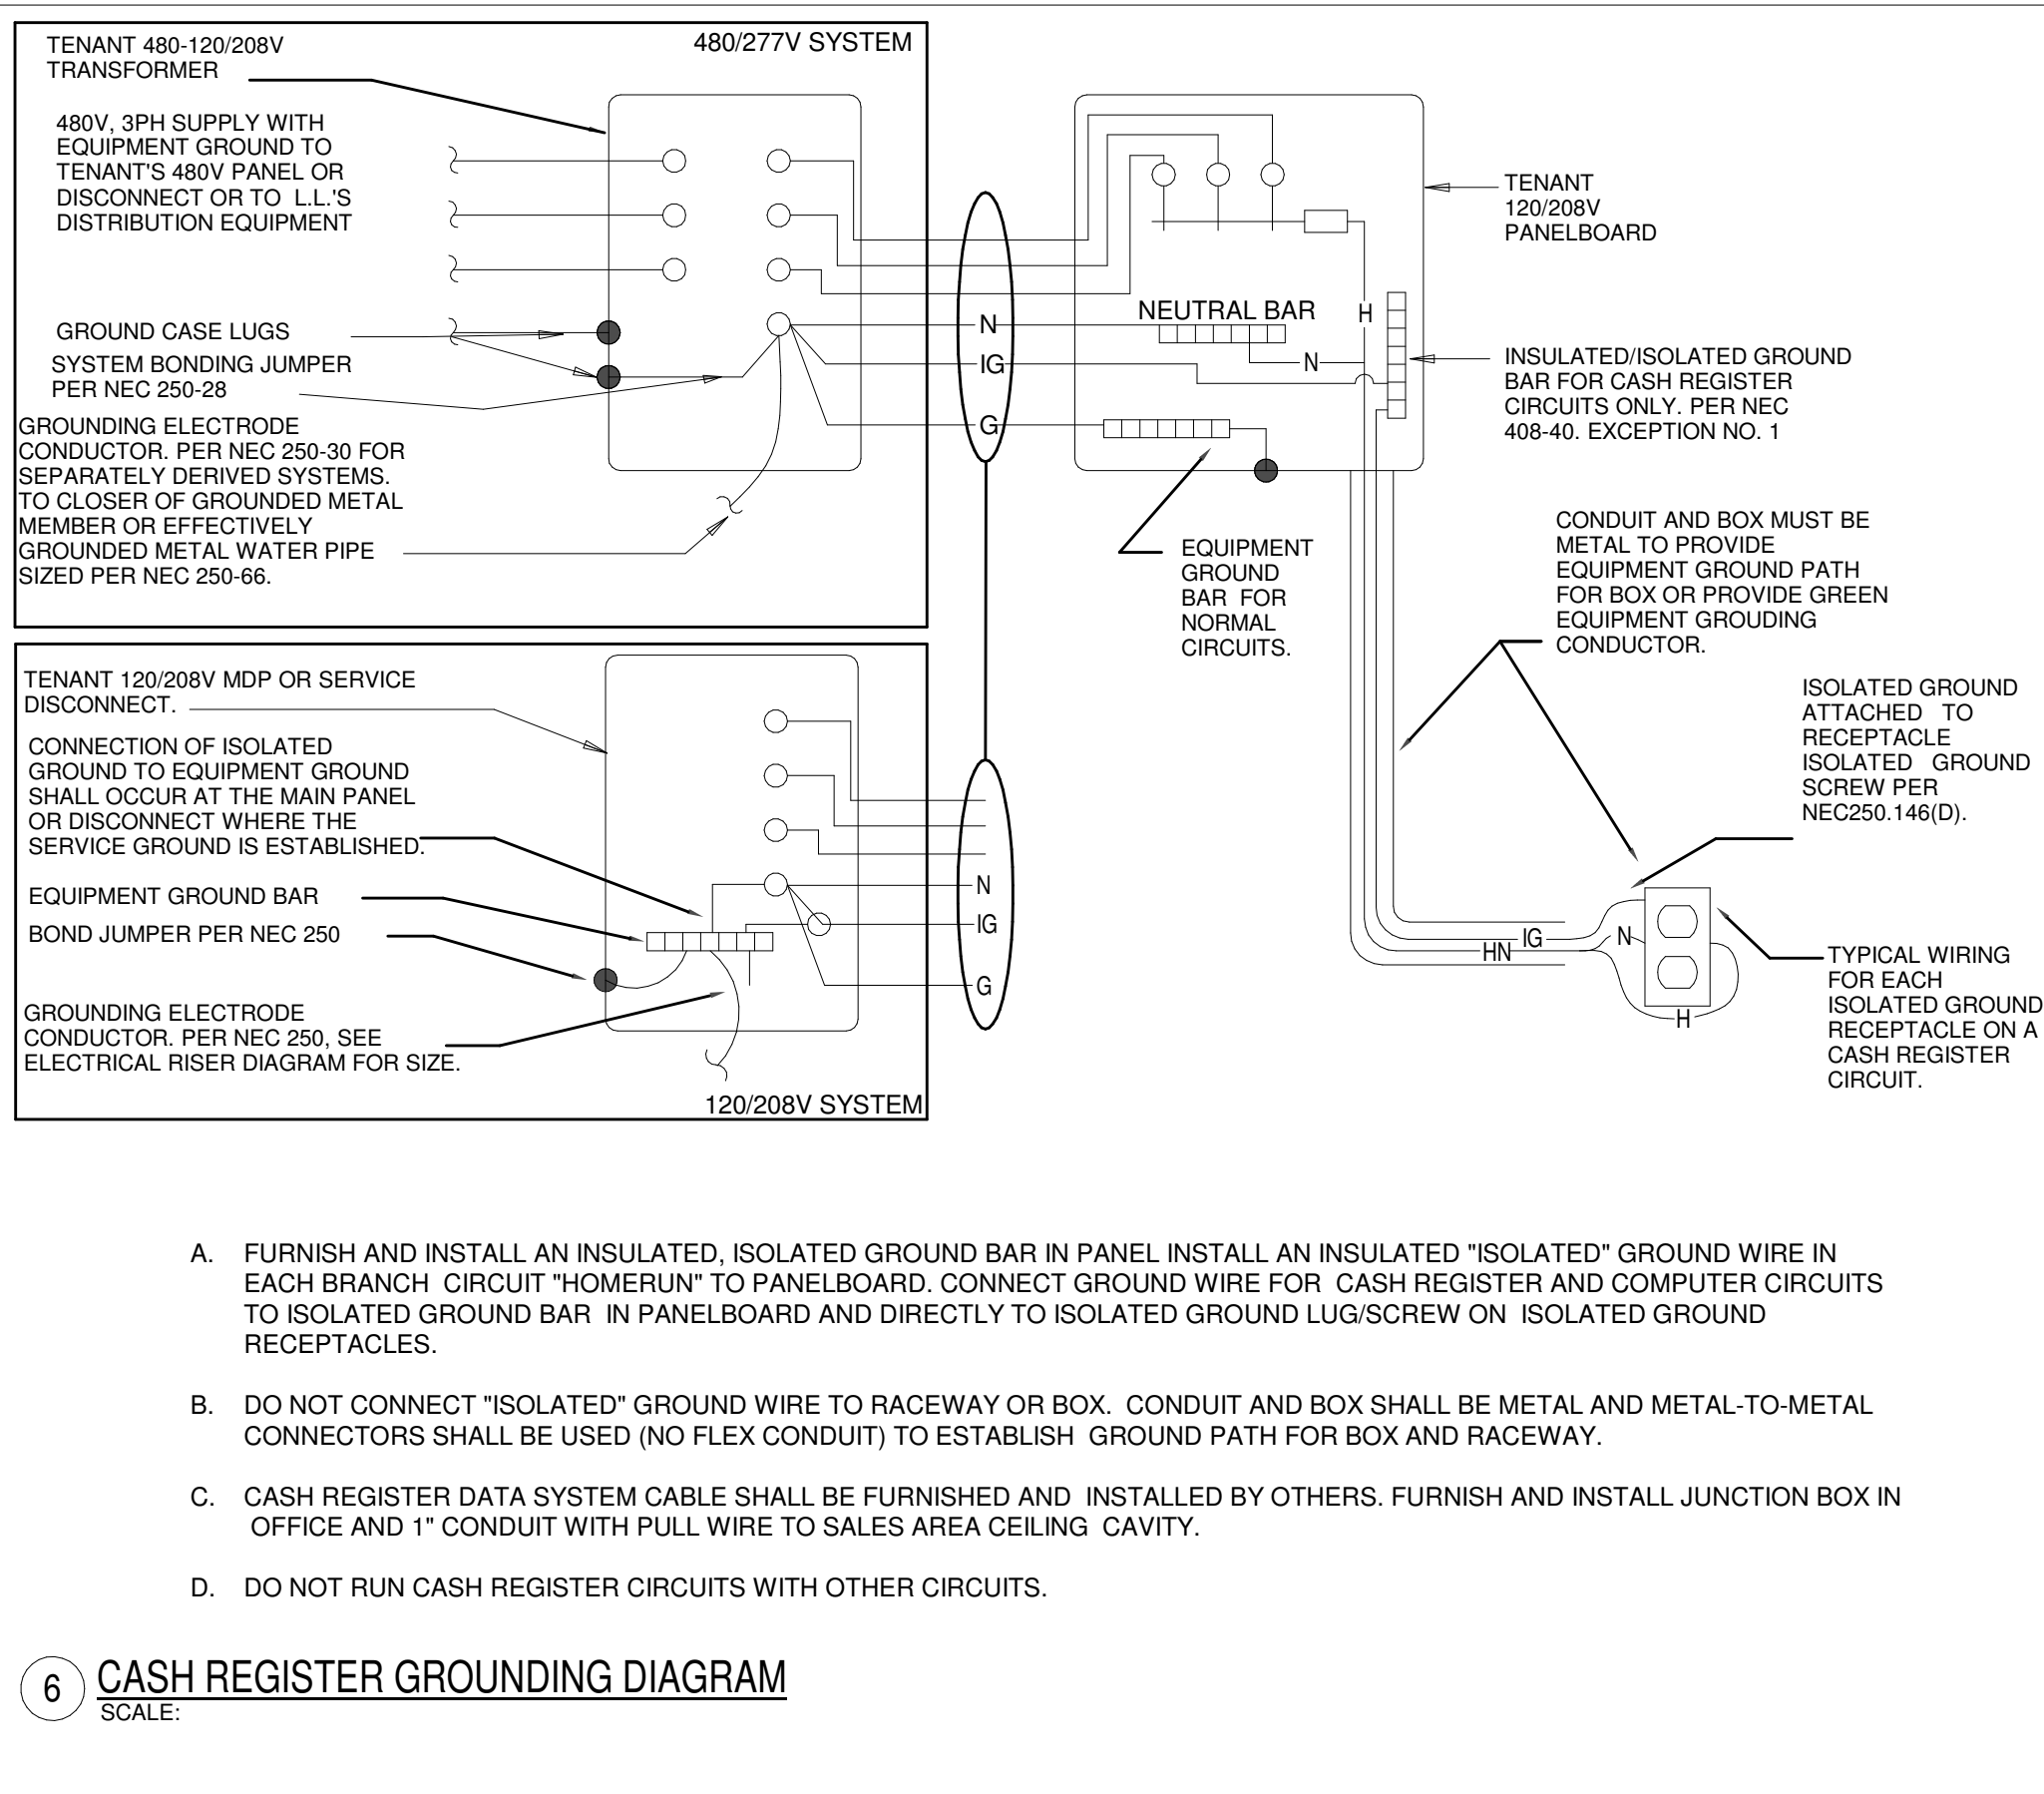 TENANT 480-120/208V
TRANSFORMER
480/277V SYSTEM
480V, 3PH SUPPLY WITH
EQUIPMENT GROUND TO
TENANT'S 480V PANEL OR
DISCONNECT OR TO  L.L.'S
DISTRIBUTION EQUIPMENT
GROUND CASE LUGS
SYSTEM BONDING JUMPER
PER NEC 250-28
GROUNDING ELECTRODE
CONDUCTOR. PER NEC 250-30 FOR
SEPARATELY DERIVED SYSTEMS.
TO CLOSER OF GROUNDED METAL
MEMBER OR EFFECTIVELY
GROUNDED METAL WATER PIPE
SIZED PER NEC 250-66.
N
IG
G
NEUTRAL BAR
H
N
TENANT
120/208V
PANELBOARD
INSULATED/ISOLATED GROUND
BAR FOR CASH REGISTER
CIRCUITS ONLY. PER NEC
408-40. EXCEPTION NO. 1
EQUIPMENT
GROUND
BAR  FOR
NORMAL
CIRCUITS.
CONDUIT AND BOX MUST BE
METAL TO PROVIDE
EQUIPMENT GROUND PATH
FOR BOX OR PROVIDE GREEN
EQUIPMENT GROUDING
CONDUCTOR.
ISOLATED GROUND
ATTACHED   TO
RECEPTACLE
ISOLATED   GROUND
SCREW PER
NEC250.146(D).
TENANT 120/208V MDP OR SERVICE
DISCONNECT.
CONNECTION OF ISOLATED
GROUND TO EQUIPMENT GROUND
SHALL OCCUR AT THE MAIN PANEL
OR DISCONNECT WHERE THE
SERVICE GROUND IS ESTABLISHED.
EQUIPMENT GROUND BAR
BOND JUMPER PER NEC 250
GROUNDING ELECTRODE
CONDUCTOR. PER NEC 250, SEE
ELECTRICAL RISER DIAGRAM FOR SIZE.
120/208V SYSTEM
N
IG
G
IG
HN
N
H
TYPICAL WIRING
FOR EACH
ISOLATED GROUND
RECEPTACLE ON A
CASH REGISTER
CIRCUIT.
A. FURNISH AND INSTALL AN INSULATED, ISOLATED GROUND BAR IN PANEL INSTALL AN INSULATED "ISOLATED" GROUND WIRE IN
EACH BRANCH  CIRCUIT "HOMERUN" TO PANELBOARD. CONNECT GROUND WIRE FOR  CASH REGISTER AND COMPUTER CIRCUITS
TO ISOLATED GROUND BAR  IN PANELBOARD AND DIRECTLY TO ISOLATED GROUND LUG/SCREW ON  ISOLATED GROUND
RECEPTACLES.
B. DO NOT CONNECT "ISOLATED" GROUND WIRE TO RACEWAY OR BOX.  CONDUIT AND BOX SHALL BE METAL AND METAL-TO-METAL
CONNECTORS SHALL BE USED (NO FLEX CONDUIT) TO ESTABLISH  GROUND PATH FOR BOX AND RACEWAY.
C. CASH REGISTER DATA SYSTEM CABLE SHALL BE FURNISHED AND  INSTALLED BY OTHERS. FURNISH AND INSTALL JUNCTION BOX IN
OFFICE AND 1" CONDUIT WITH PULL WIRE TO SALES AREA CEILING  CAVITY.
D. DO NOT RUN CASH REGISTER CIRCUITS WITH OTHER CIRCUITS.
6 CASH REGISTER GROUNDING DIAGRAM
SCALE: